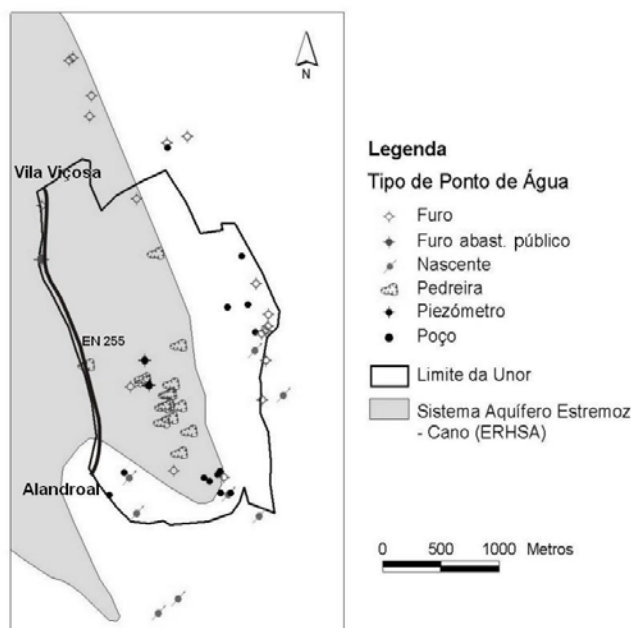 N
Vila Viçosa
EN 255
Alandroal
Legenda
Tipo de Ponto de Água
Furo
Furo abast. público
Nascente
Pedreira
Piezómetro
Poço
Limite da Unor
Sistema Aquífero Estremoz
- Cano (ERHSA)
0 500 1000 Metros